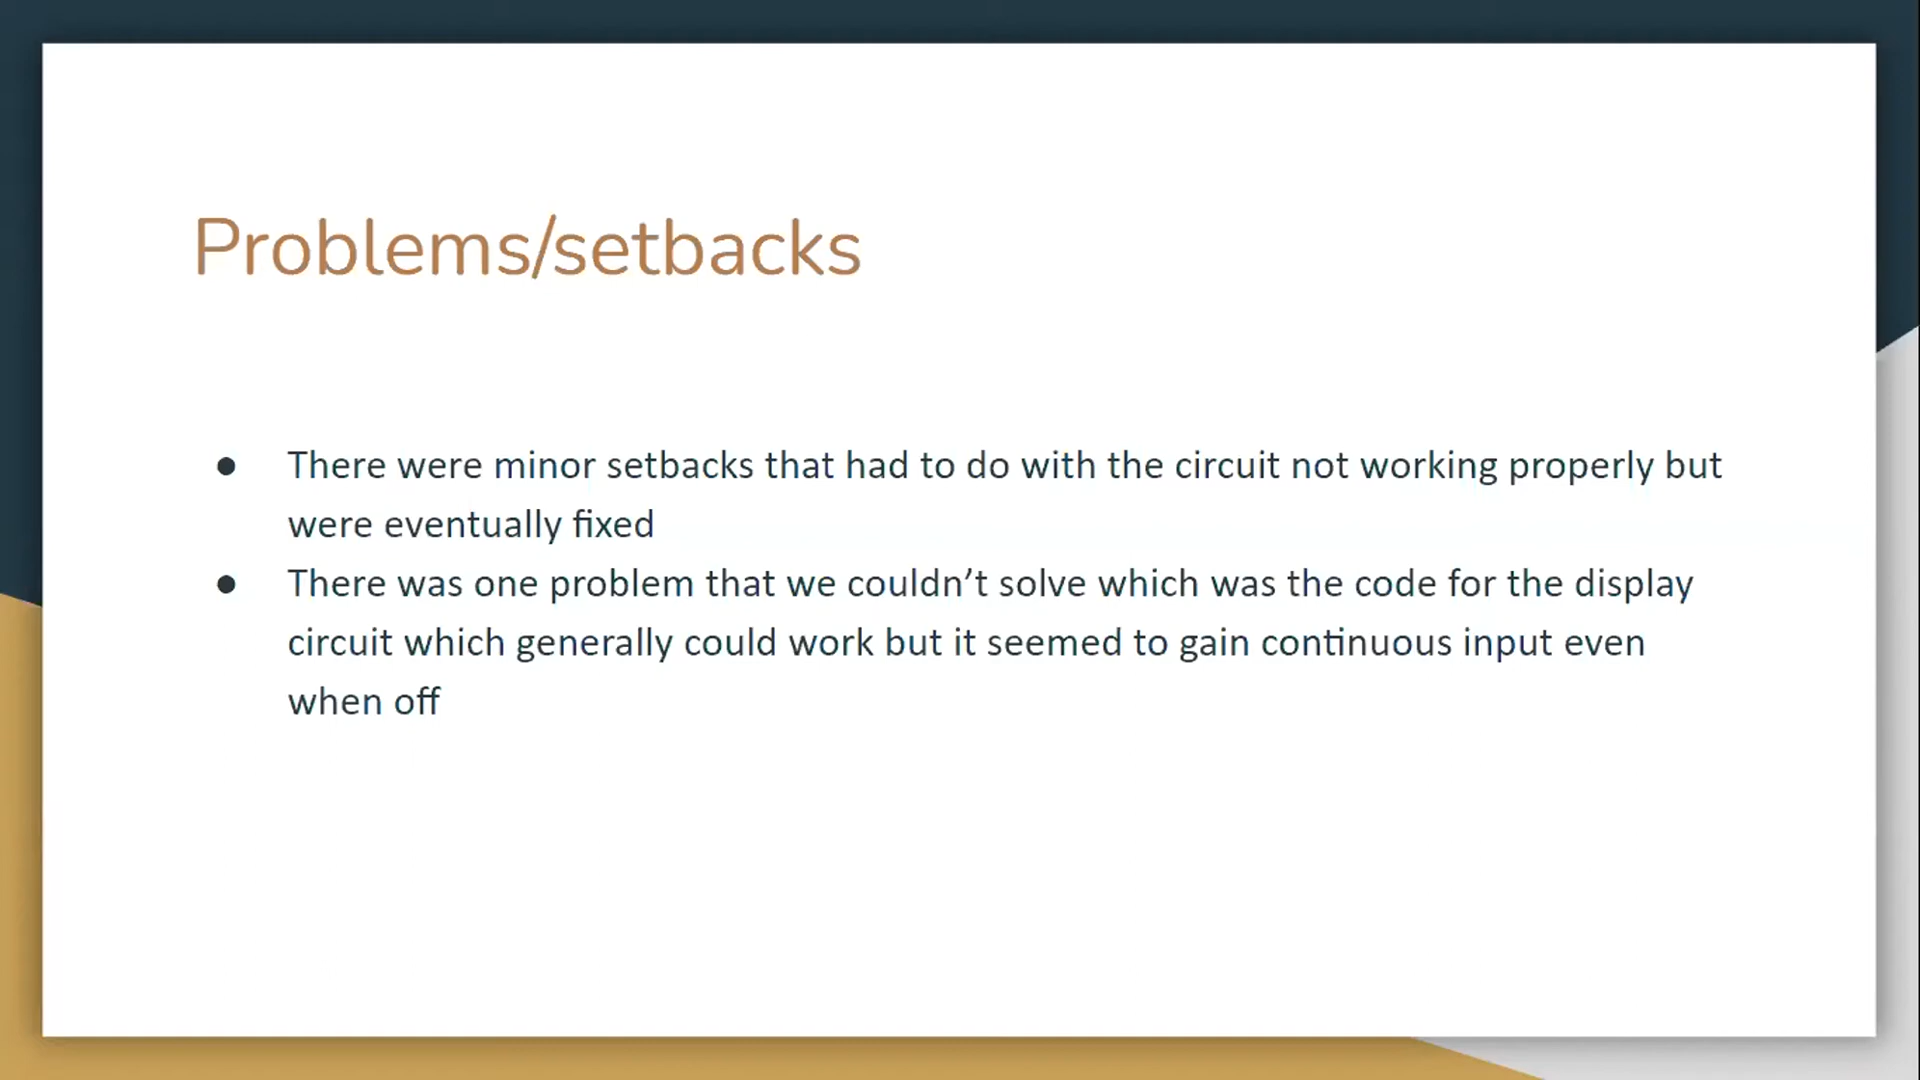 Problems/setbacks
● There were minor setbacks that had to do with the circuit not working properly but
were eventually fixed
● There was one problem that we couldn’t solve which was the code for the display
circuit which generally could work but it seemed to gain continuous input even
when off